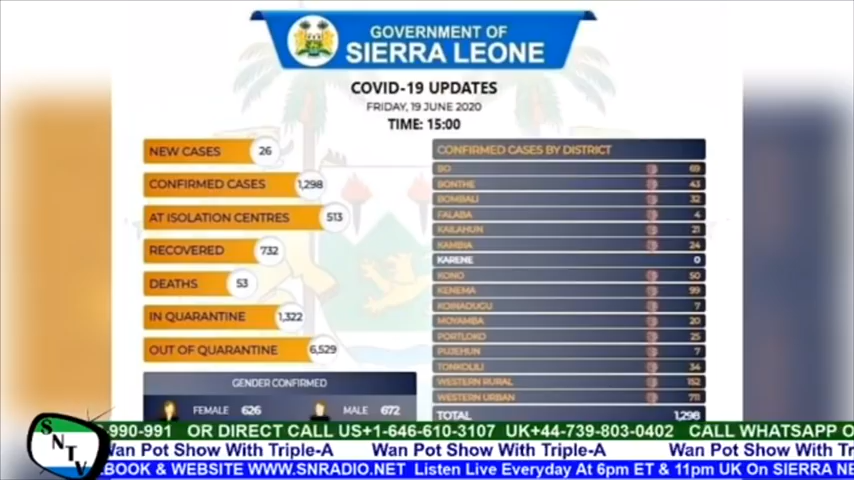 GOVERNMENT OF
SIERRA LEONE
COVID-19 UPDATES
FRIDAY, 19 JUNE 2020
TIME: 15:00
NEW CASES 26
CONFIRMED CASES 1,298
AT ISOLATION CENTRES 513
RECOVERED 732
DEATHS 53
IN QUARANTINE 1,322
OUT OF QUARANTINE 6,529
GENDER CONFIRMED
FEMALE 626 MALE 672
CONFIRMED CASES BY DISTRICT
BO 69
BONTHE 43
BOMBALI 32
FALABA 4
KAILAHUN 21
KAMBIA 24
KARENE 0
KONO 50
KENEMA 99
KOINADUGU 7
MOYAMBA 20
PORTLOKO 25
PUJEHUN 7
TONKOLILI 34
WESTERN RURAL 152
WESTERN URBAN 711
TOTAL 1,298
SNTV
-990-991 OR DIRECT CALL US+1-646-610-3107 UK+44-739-803-0402 CALL WHATSAPP O
Wan Pot Show With Triple-A Wan Pot Show With Triple-A Wan Pot Show With Tr
BOOK & WEBSITE WWW.SNRADIO.NET Listen Live Everyday At 6pm ET & 11pm UK On SIERRA NE